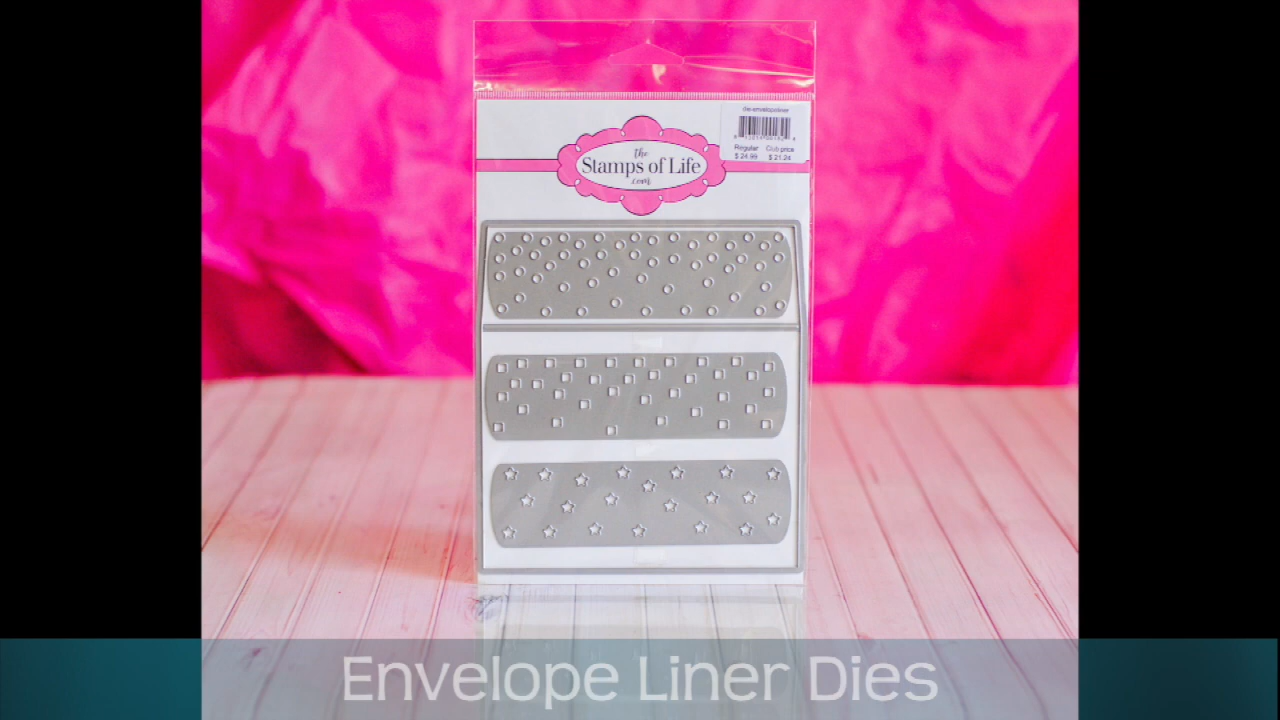 die-envelopeliner
Regular Club price
$ 24.99 $ 21.24
the
Stamps of Life
.com
Envelope Liner Dies